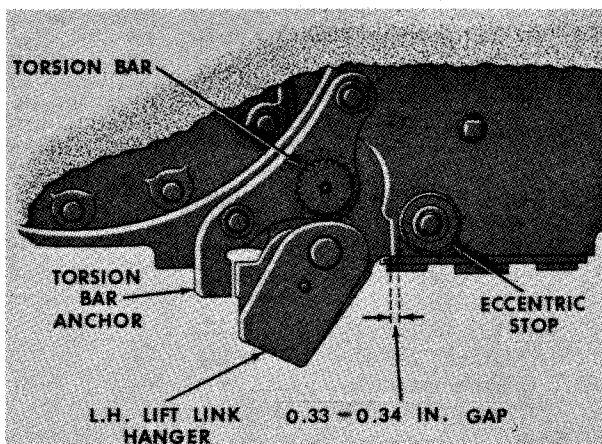 TORSION BAR
TORSION
BAR
ANCHOR
ECCENTRIC
STOP
L.H. LIFT LINK
HANGER
0.33 – 0.34 IN. GAP